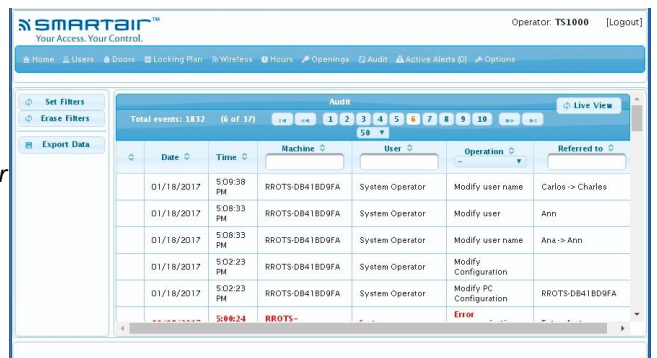 SMARTair™
Your Access. Your Control.
Operator: TS1000 [Logout]
Home Users Doors Locking Plan Wireless Hours Openings Audit Active Alerts (0) Options
Set Filters
Erase Filters
Export Data
r
Audit
Total events: 1832 (6 of 37) 1 2 3 4 5 6 7 8 9 10
50
Live View
Date Time Machine User Operation Referred to
-
01/18/2017 5:09:38 PM RROTS-DB41BD9FA System Operator Modify user name Carlos -> Charles
01/18/2017 5:08:33 PM RROTS-DB41BD9FA System Operator Modify user Ann
01/18/2017 5:08:33 PM RROTS-DB41BD9FA System Operator Modify user name Ana -> Ann
01/18/2017 5:02:23 PM RROTS-DB41BD9FA System Operator Modify Configuration
01/18/2017 5:02:23 PM RROTS-DB41BD9FA System Operator Modify PC Configuration RROTS-DB41BD9FA
5:00:24 RROTS- Error